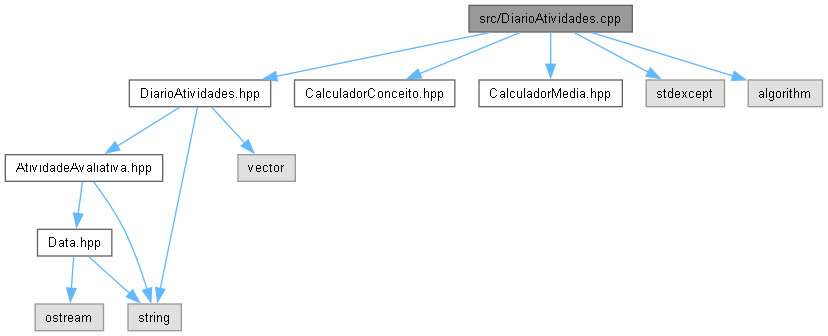 src/DiarioAtividades.cpp
DiarioAtividades.hpp
CalculadorConceito.hpp
CalculadorMedia.hpp
stdexcept
algorithm
AtividadeAvaliativa.hpp
vector
Data.hpp
ostream
string